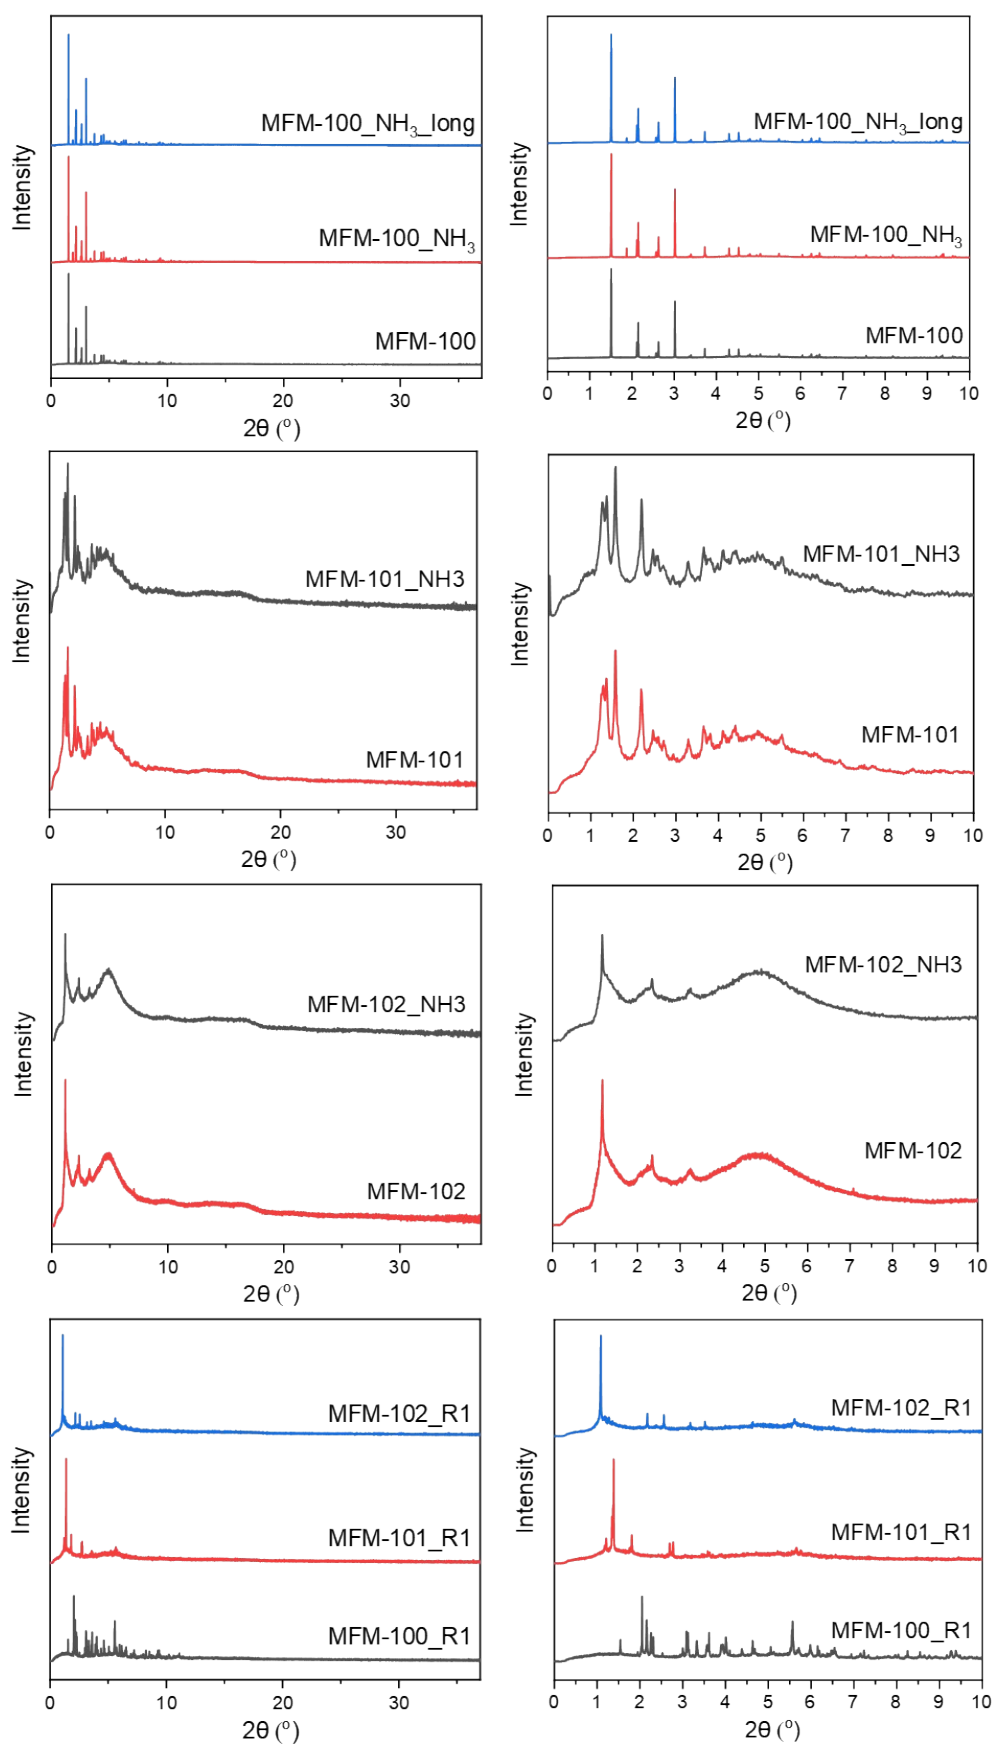 Intensity
MFM-100_NH₃_long
MFM-100_NH₃
MFM-100
0 10 20 30
2θ (°)
Intensity
MFM-100_NH₃_long
MFM-100_NH₃
MFM-100
0 1 2 3 4 5 6 7 8 9 10
2θ (°)
Intensity
MFM-101_NH3
MFM-101
0 10 20 30
2θ (°)
Intensity
MFM-101_NH3
MFM-101
0 1 2 3 4 5 6 7 8 9 10
2θ (°)
Intensity
MFM-102_NH3
MFM-102
0 10 20 30
2θ (°)
Intensity
MFM-102_NH3
MFM-102
0 1 2 3 4 5 6 7 8 9 10
2θ (°)
Intensity
MFM-102_R1
MFM-101_R1
MFM-100_R1
0 10 20 30
2θ (°)
Intensity
MFM-102_R1
MFM-101_R1
MFM-100_R1
0 1 2 3 4 5 6 7 8 9 10
2θ (°)